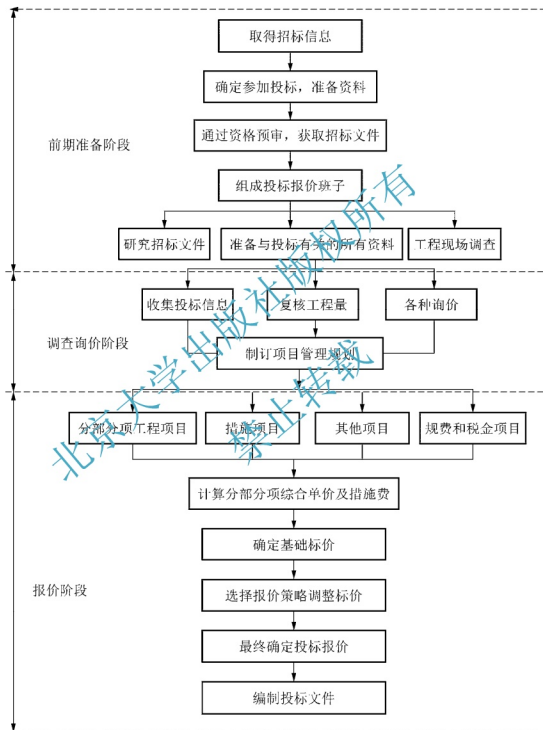 取得招标信息
确定参加投标，准备资料
通过资格预审，获取招标文件
前期准备阶段
组成投标报价班子
研究招标文件
准备与投标有关的所有资料
工程现场调查
收集投标信息
复核工程量
各种询价
调查询价阶段
制订项目管理规划
分部分项工程项目
措施项目
其他项目
规费和税金项目
计算分部分项综合单价及措施费
确定基础标价
报价阶段
选择报价策略调整标价
最终确定投标报价
编制投标文件
北京大学出版社版权所有
禁止转载